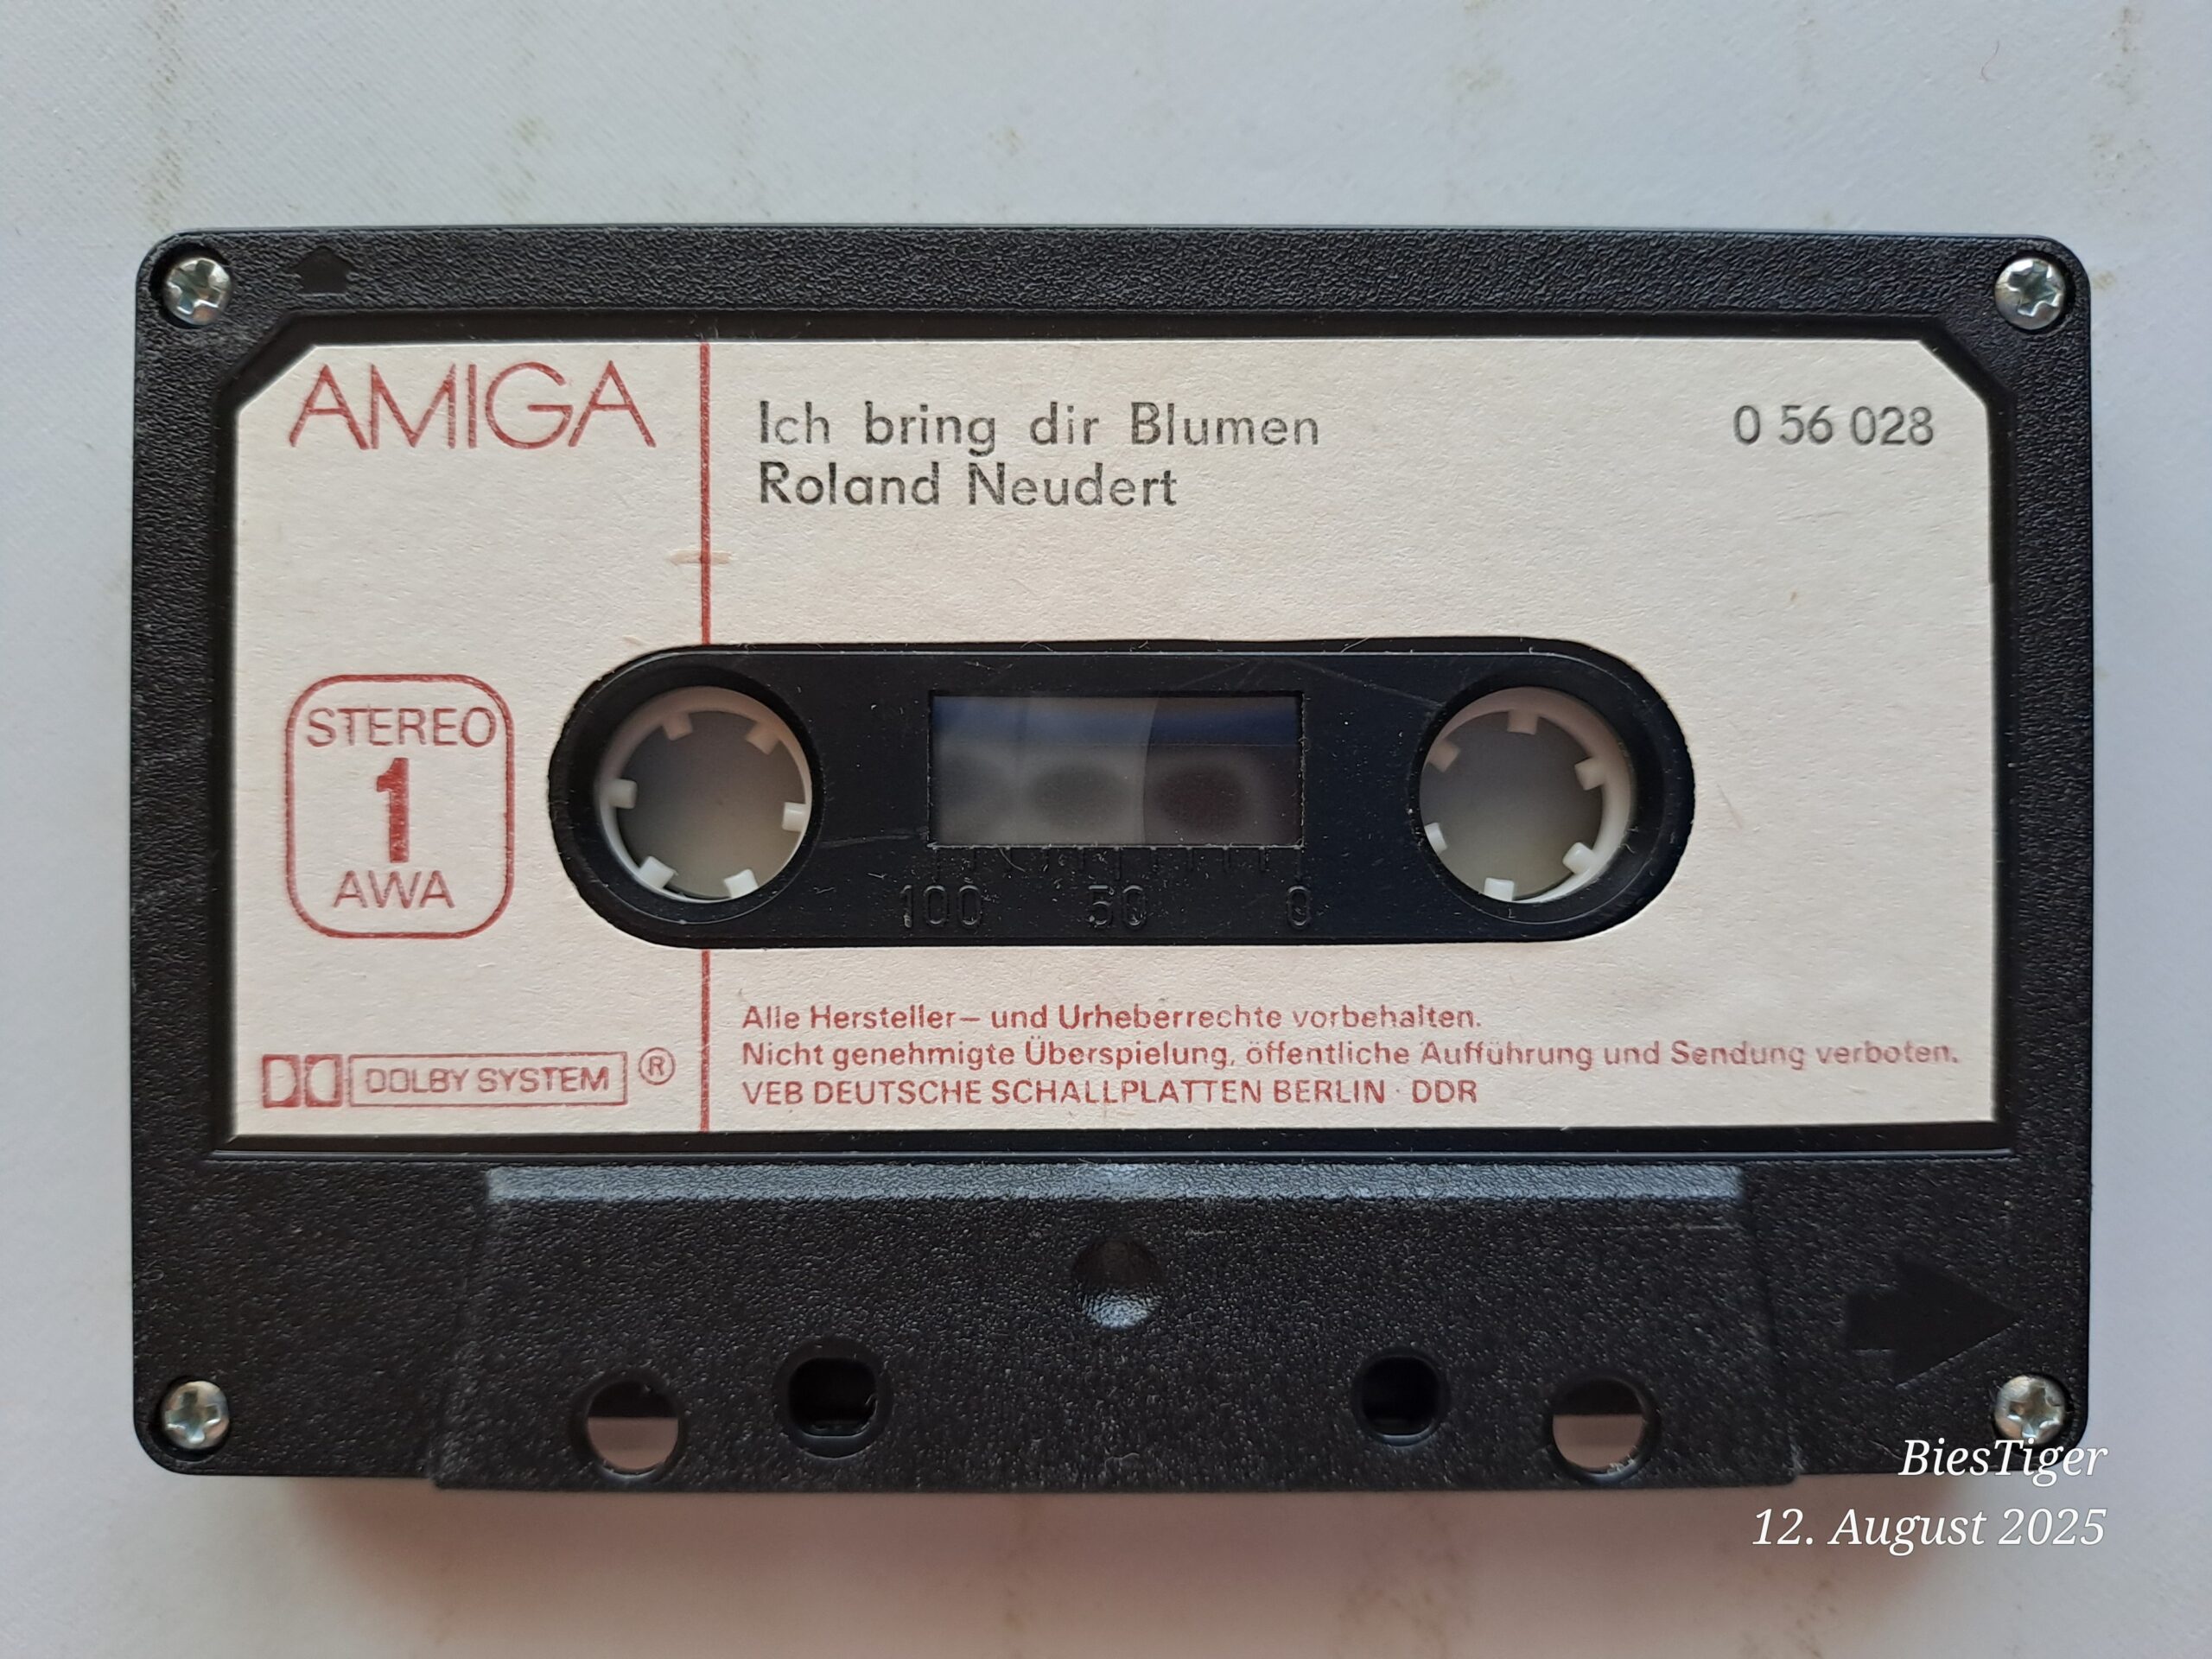 AMIGA
Ich bring dir Blumen
0 56 028
Roland Neudert
STEREO
1
AWA
100 50 0
Alle Hersteller– und Urheberrechte vorbehalten.
Nicht genehmigte Überspielung, öffentliche Aufführung und Sendung verboten.
DOLBY SYSTEM ®
VEB DEUTSCHE SCHALLPLATTEN BERLIN · DDR
BiesTiger
12. August 2025